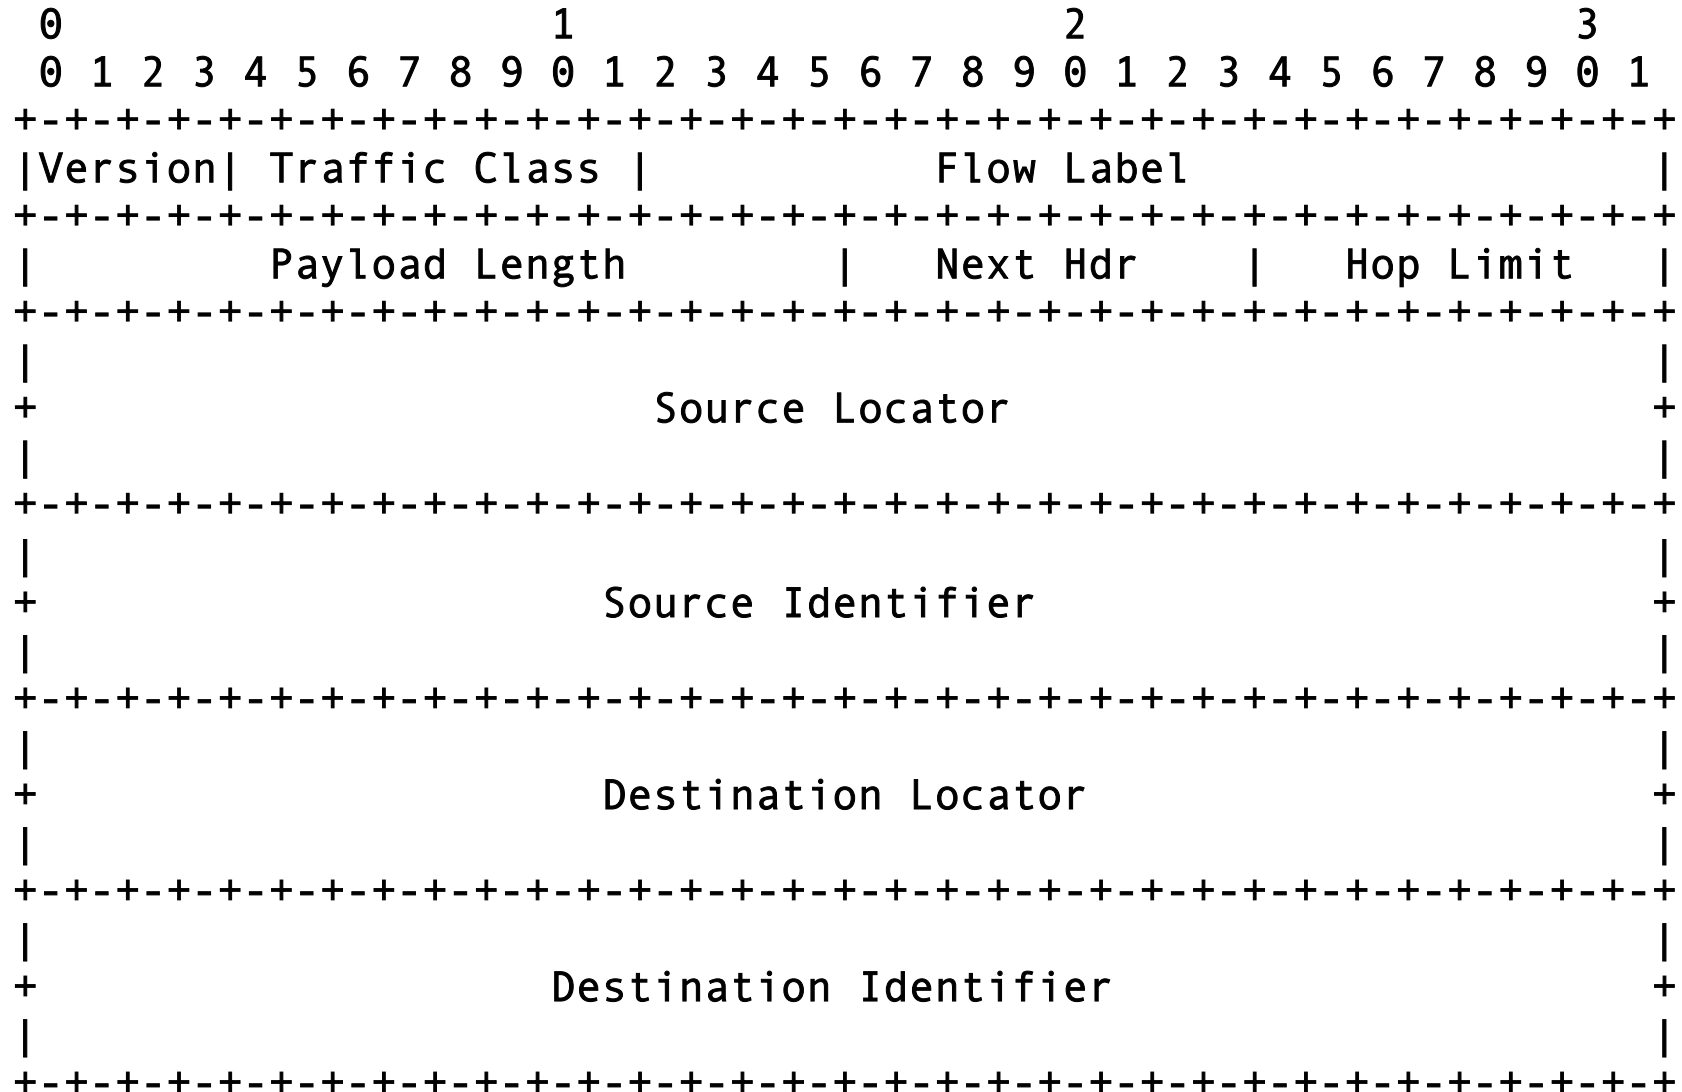 0                   1                   2                   3
 0 1 2 3 4 5 6 7 8 9 0 1 2 3 4 5 6 7 8 9 0 1 2 3 4 5 6 7 8 9 0 1
+-+-+-+-+-+-+-+-+-+-+-+-+-+-+-+-+-+-+-+-+-+-+-+-+-+-+-+-+-+-+-+-+
|Version| Traffic Class |           Flow Label                  |
+-+-+-+-+-+-+-+-+-+-+-+-+-+-+-+-+-+-+-+-+-+-+-+-+-+-+-+-+-+-+-+-+
|         Payload Length        |   Next Hdr    |   Hop Limit   |
+-+-+-+-+-+-+-+-+-+-+-+-+-+-+-+-+-+-+-+-+-+-+-+-+-+-+-+-+-+-+-+-+
|                                                               |
+                        Source Locator                         +
|                                                               |
+-+-+-+-+-+-+-+-+-+-+-+-+-+-+-+-+-+-+-+-+-+-+-+-+-+-+-+-+-+-+-+-+
|                                                               |
+                      Source Identifier                        +
|                                                               |
+-+-+-+-+-+-+-+-+-+-+-+-+-+-+-+-+-+-+-+-+-+-+-+-+-+-+-+-+-+-+-+-+
|                                                               |
+                      Destination Locator                      +
|                                                               |
+-+-+-+-+-+-+-+-+-+-+-+-+-+-+-+-+-+-+-+-+-+-+-+-+-+-+-+-+-+-+-+-+
|                                                               |
+                    Destination Identifier                     +
|                                                               |
+-+-+-+-+-+-+-+-+-+-+-+-+-+-+-+-+-+-+-+-+-+-+-+-+-+-+-+-+-+-+-+-+